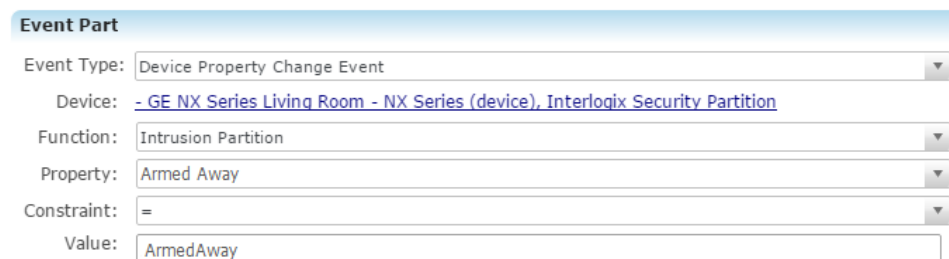 Event Part
Event Type: Device Property Change Event
Device: - GE NX Series Living Room - NX Series (device), Interlogix Security Partition
Function: Intrusion Partition
Property: Armed Away
Constraint: =
Value: ArmedAway